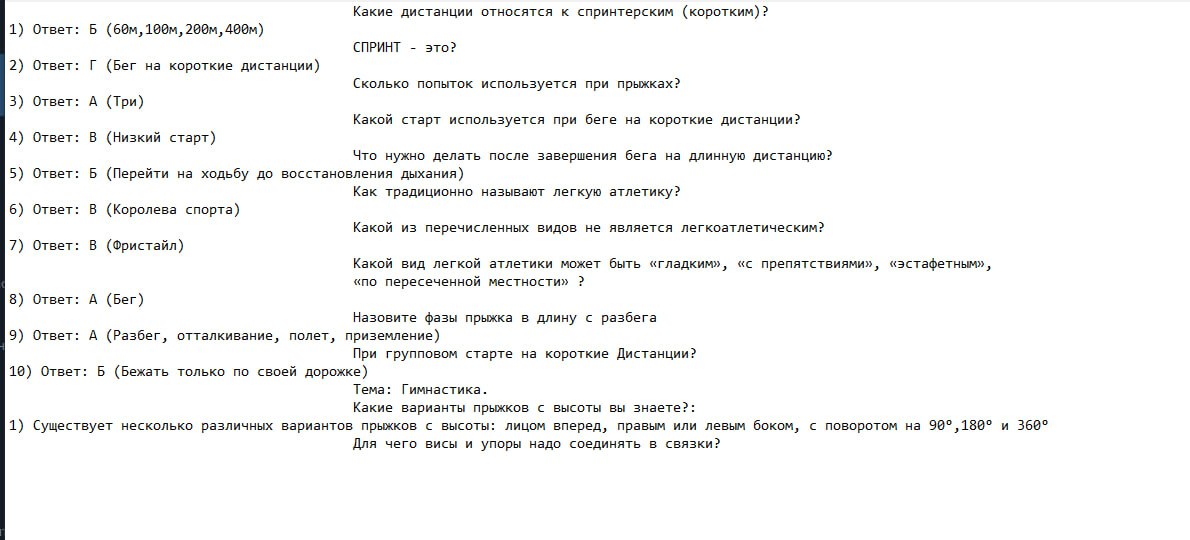 Какие дистанции относятся к спринтерским (коротким)?
1) Ответ: Б (60м,100м,200м,400м)
СПРИНТ - это?
2) Ответ: Г (Бег на короткие дистанции)
Сколько попыток используется при прыжках?
3) Ответ: А (Три)
Какой старт используется при беге на короткие дистанции?
4) Ответ: В (Низкий старт)
Что нужно делать после завершения бега на длинную дистанцию?
5) Ответ: Б (Перейти на ходьбу до восстановления дыхания)
Как традиционно называют легкую атлетику?
6) Ответ: В (Королева спорта)
Какой из перечисленных видов не является легкоатлетическим?
7) Ответ: В (Фристайл)
Какой вид легкой атлетики может быть «гладким», «с препятствиями», «эстафетным»,
«по пересеченной местности» ?
8) Ответ: А (Бег)
Назовите фазы прыжка в длину с разбега
9) Ответ: А (Разбег, отталкивание, полет, приземление)
При групповом старте на короткие Дистанции?
10) Ответ: Б (Бежать только по своей дорожке)
Тема: Гимнастика.
Какие варианты прыжков с высоты вы знаете?:
1) Существует несколько различных вариантов прыжков с высоты: лицом вперед, правым или левым боком, с поворотом на 90º,180º и 360º
Для чего висы и упоры надо соединять в связки?